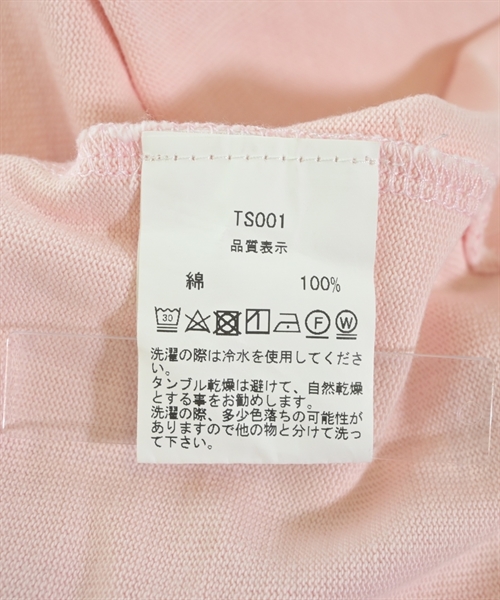 TS001
品質表示
綿 100%
30 F W
洗濯の際は冷水を使用してくださ
い。
タンブル乾燥は避けて、自然乾燥
とする事をお勧めします。
洗濯の際、多少色落ちの可能性が
ありますので他の物と分けて洗っ
て下さい。